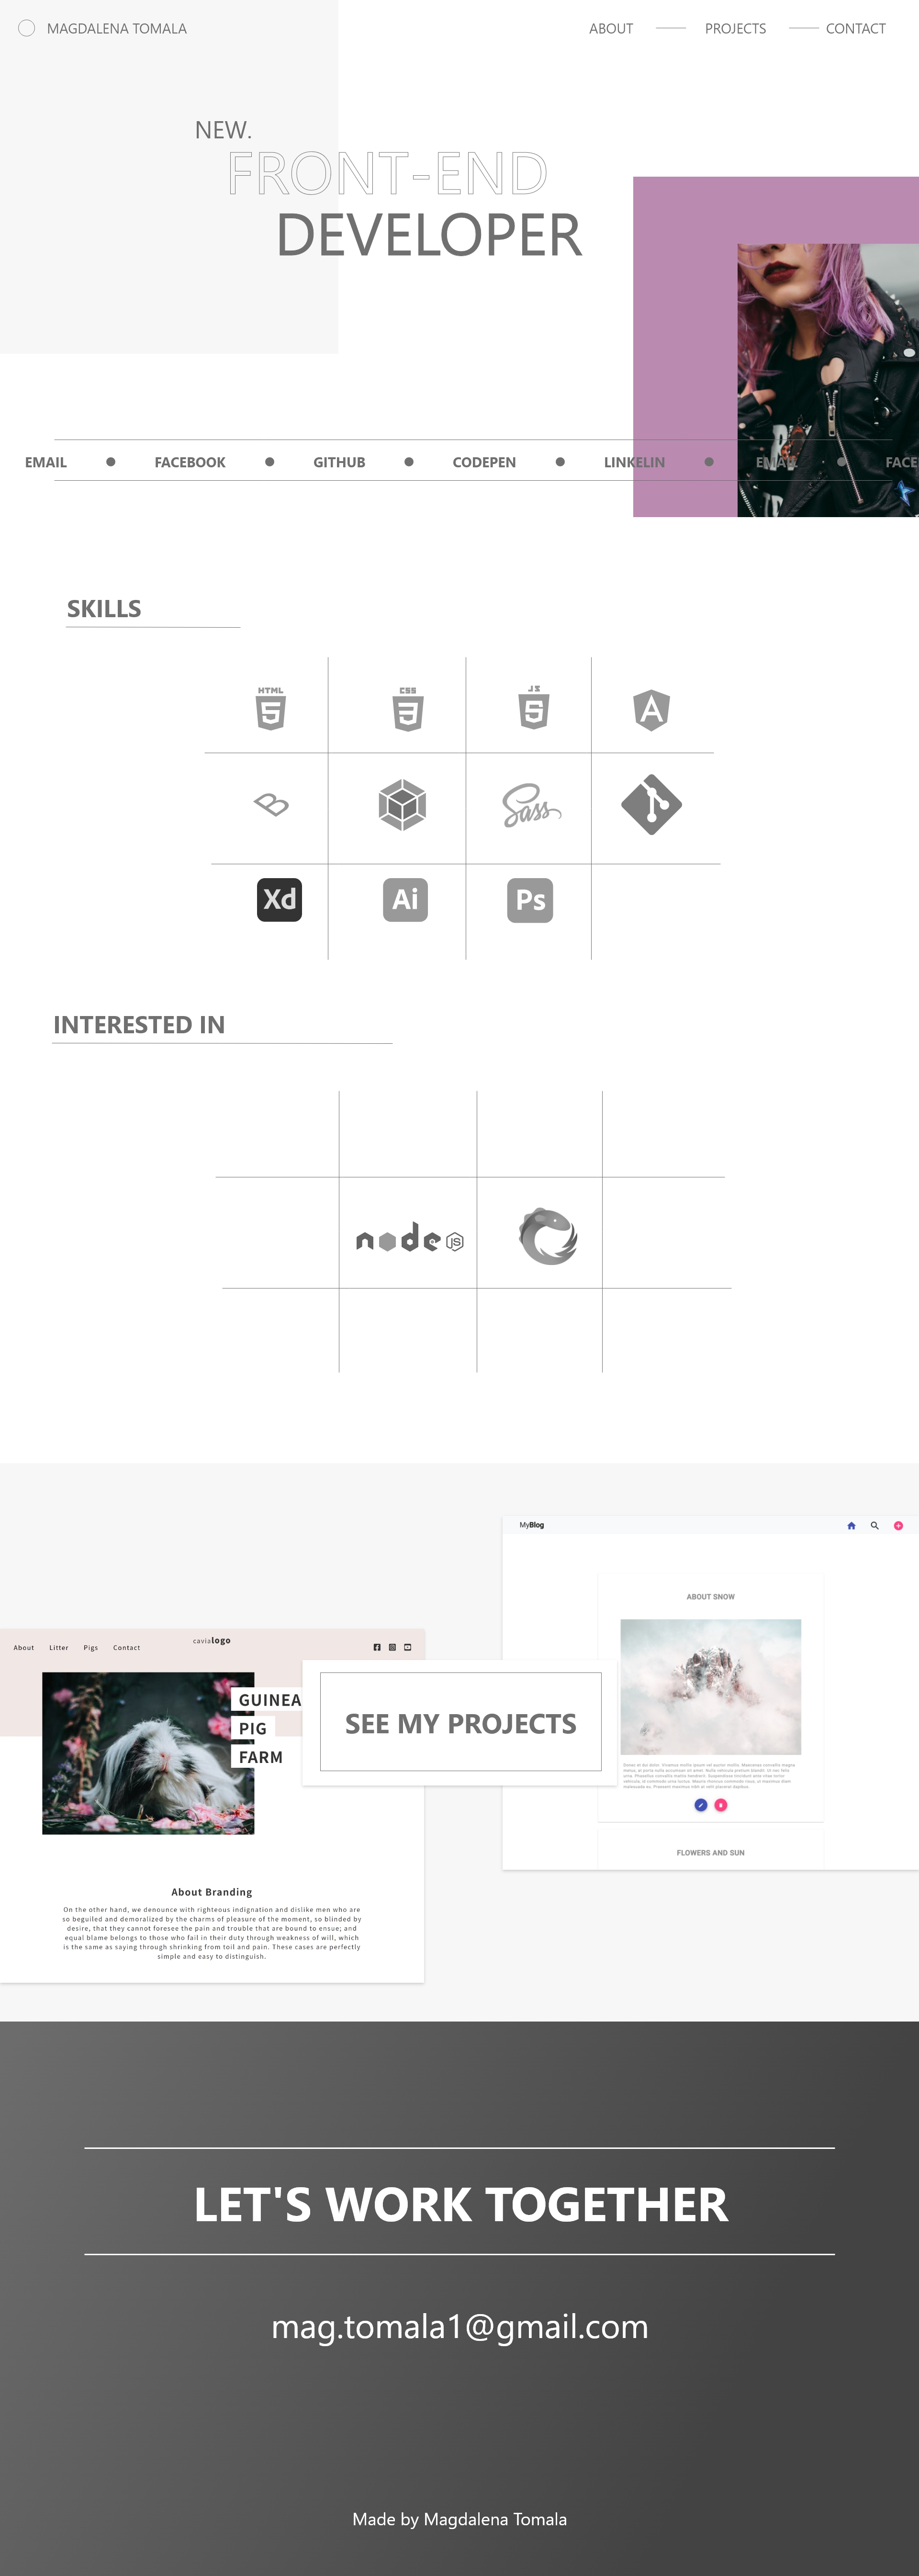 MAGDALENA TOMALA
ABOUT
PROJECTS
CONTACT
NEW.
FRONT-END
DEVELOPER
EMAIL
FACEBOOK
GITHUB
CODEPEN
LINKELIN
EMAIL
FACE
SKILLS
HTML
5
CSS
3
JS
5
A
B
Sass
Xd
Ai
Ps
INTERESTED IN
node
JS
MyBlog
ABOUT SNOW
cavialogo
About
Litter
Pigs
Contact
GUINEA
PIG
FARM
SEE MY PROJECTS
FLOWERS AND SUN
About Branding
On the other hand, we denounce with righteous indignation and dislike men who are
so beguiled and demoralized by the charms of pleasure of the moment, so blinded by
desire, that they cannot foresee the pain and trouble that are bound to ensue; and
equal blame belongs to those who fail in their duty through weakness of will, which
is the same as saying through shrinking from toil and pain. These cases are perfectly
simple and easy to distinguish.
LET'S WORK TOGETHER
mag.tomala1@gmail.com
Made by Magdalena Tomala